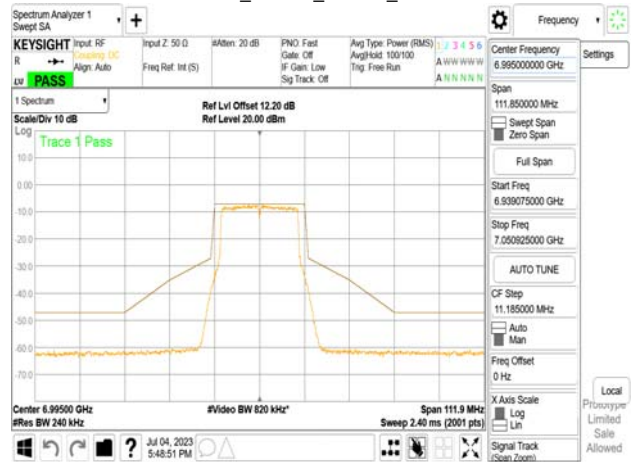 Spectrum Analyzer 1
Swept SA
+
Frequency
KEYSIGHT
Input: RF
Coupling: DC
Align: Auto
Input Z: 50 Ω
Freq Ref: Int (S)
#Atten: 20 dB
PNO: Fast
Gate: Off
IF Gain: Low
Sig Track: Off
Avg Type: Power (RMS)
Avg|Hold: 100/100
Trig: Free Run
1 2 3 4 5 6
A W W W W W
A N N N N N
R
LW
PASS
1 Spectrum
Scale/Div 10 dB
Ref Lvl Offset 12.20 dB
Ref Level 20.00 dBm
Log
Trace 1 Pass
10.0
0.00
-10.0
-20.0
-30.0
-40.0
-50.0
-60.0
-70.0
Center 6.99500 GHz
#Video BW 820 kHz*
Span 111.9 MHz
#Res BW 240 kHz
Sweep 2.40 ms (2001 pts)
Center Frequency
6.995000000 GHz
Settings
Span
111.850000 MHz
Swept Span
Zero Span
Full Span
Start Freq
6.939075000 GHz
Stop Freq
7.050925000 GHz
AUTO TUNE
CF Step
11.185000 MHz
Auto
Man
Freq Offset
0 Hz
X Axis Scale
Log
Lin
Signal Track
(Span Zoom)
Local
Prototype
Limited
Sale
Allowed
?
Jul 04, 2023
5:48:51 PM